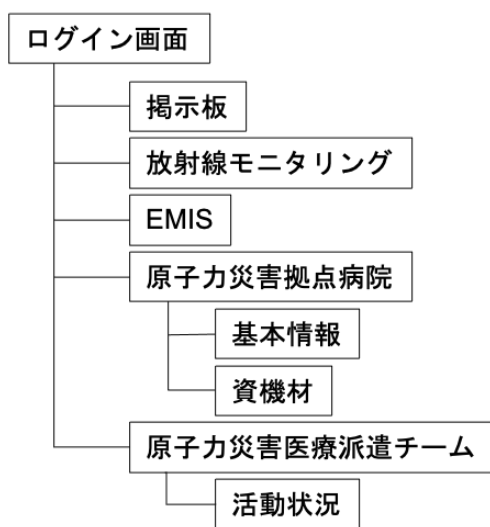 ログイン画面
掲示板
放射線モニタリング
EMIS
原子力災害拠点病院
基本情報
資機材
原子力災害医療派遣チーム
活動状況